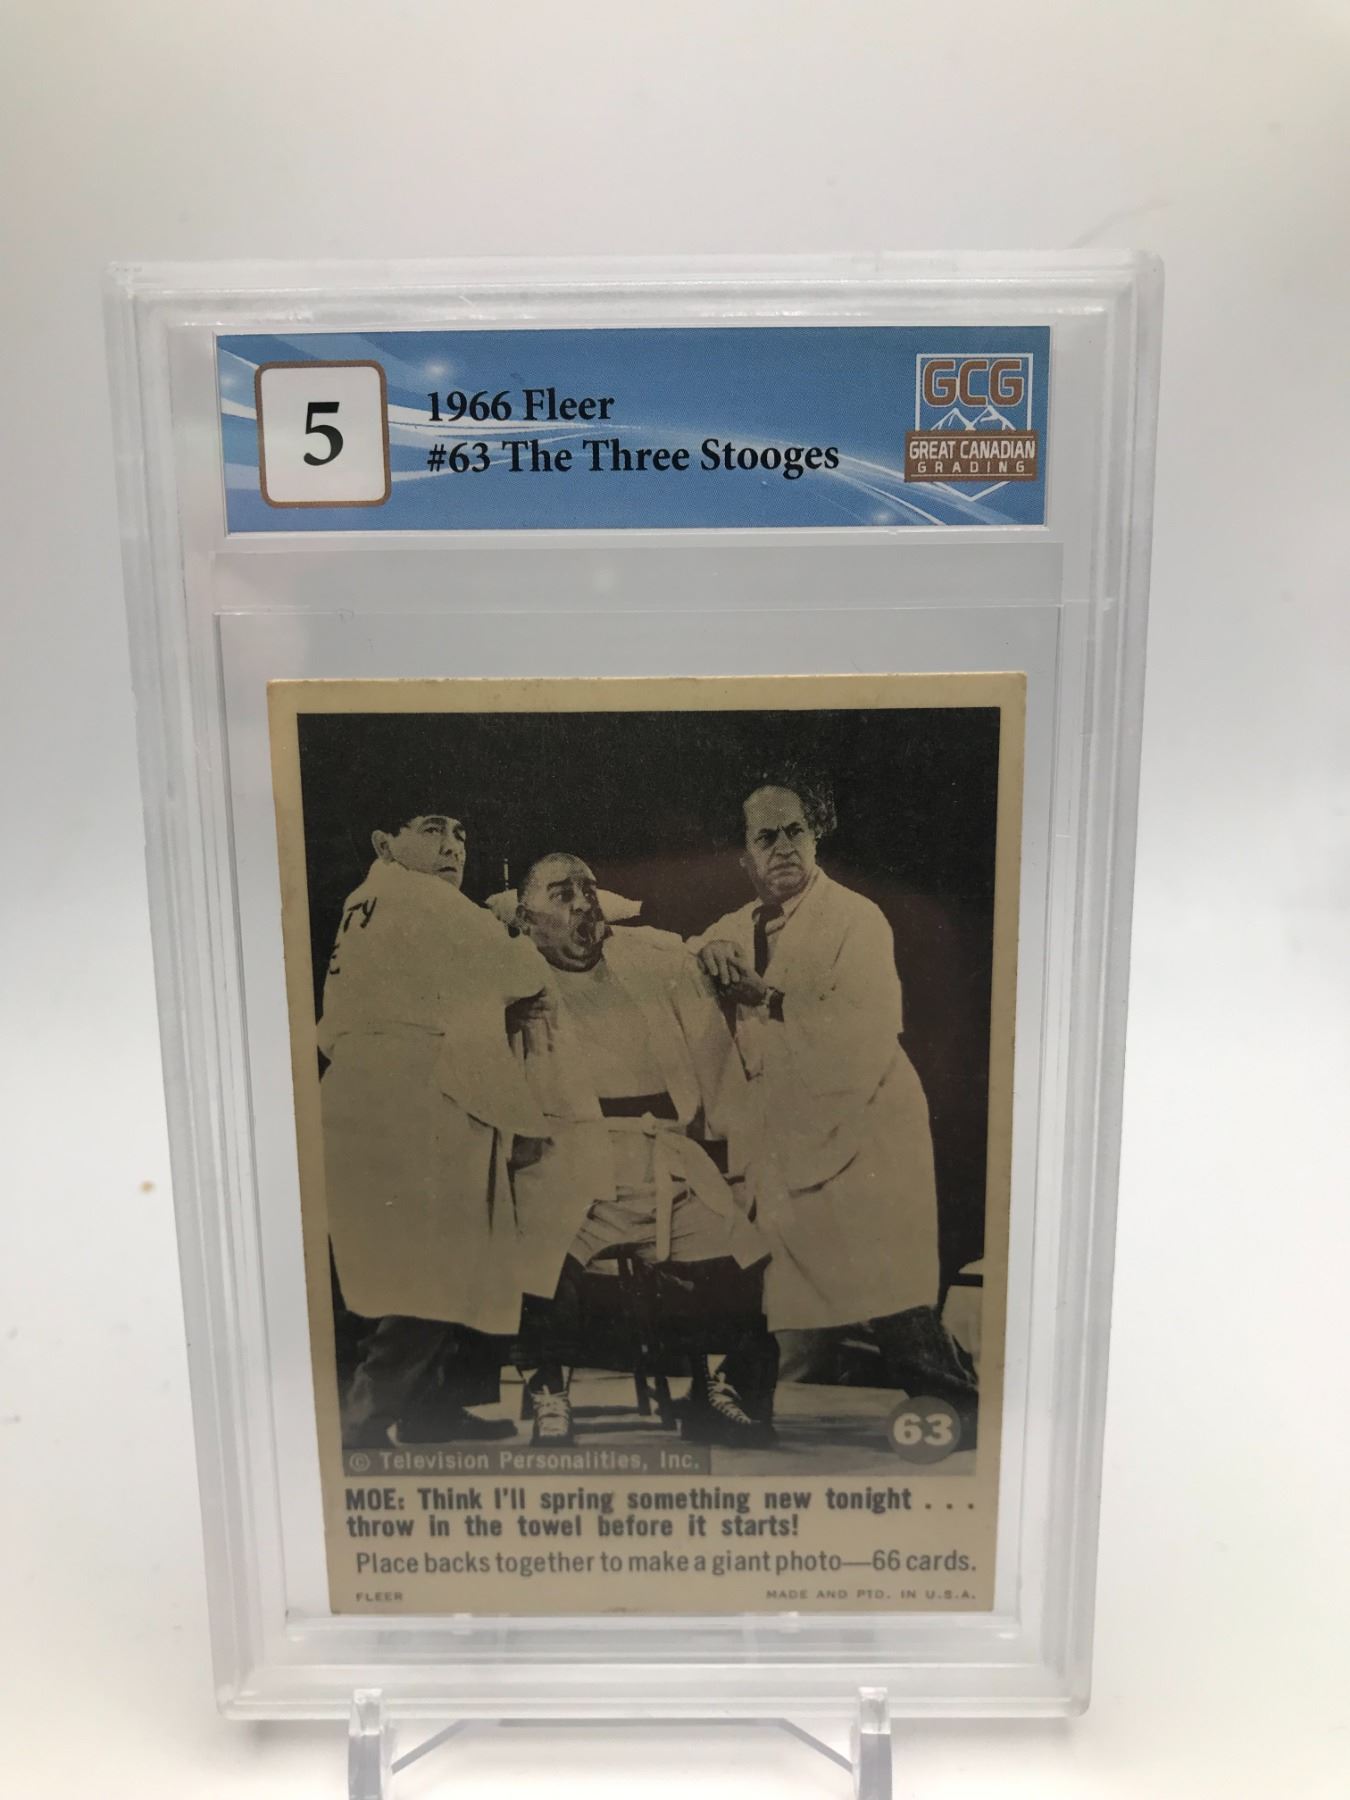 5
1966 Fleer
#63 The Three Stooges
GCG
GREAT CANADIAN
GRADING
TY
63
© Television Personalities, Inc.
MOE: Think I'll spring something new tonight . . .
throw in the towel before it starts!
Place backs together to make a giant photo—66 cards.
FLEER
MADE AND PTD. IN U.S.A.